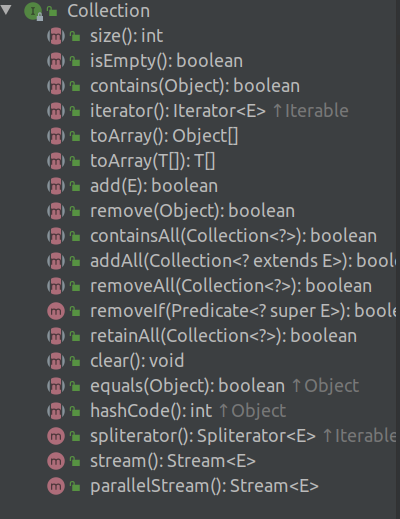 Collection
size(): int
isEmpty(): boolean
contains(Object): boolean
iterator(): Iterator<E> ↑Iterable
toArray(): Object[]
toArray(T[]): T[]
add(E): boolean
remove(Object): boolean
containsAll(Collection<?>): boolean
addAll(Collection<? extends E>): bool
removeAll(Collection<?>): boolean
removeIf(Predicate<? super E>): boole
retainAll(Collection<?>): boolean
clear(): void
equals(Object): boolean ↑Object
hashCode(): int ↑Object
spliterator(): Spliterator<E> ↑Iterable
stream(): Stream<E>
parallelStream(): Stream<E>